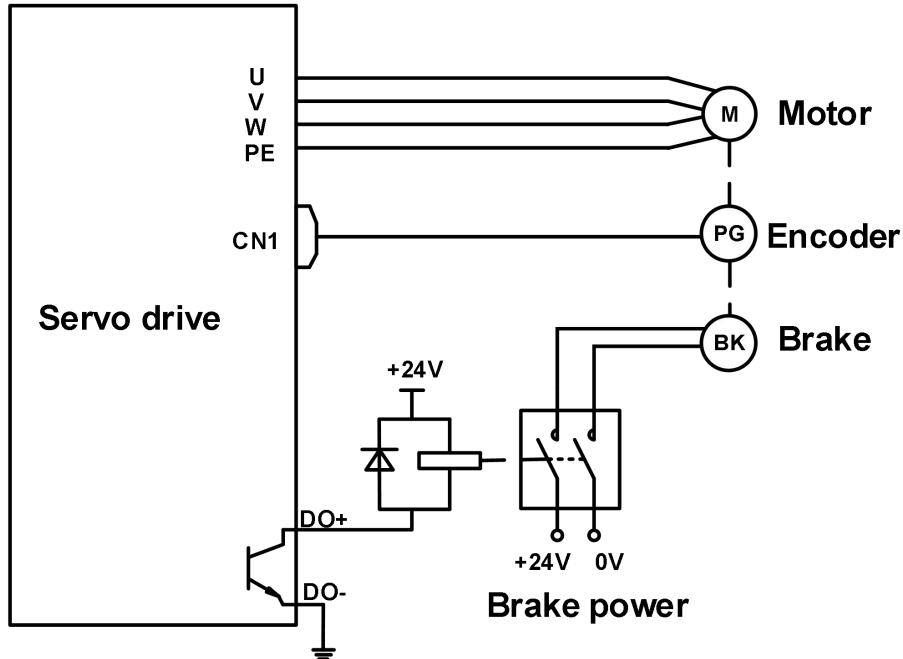 U
V
M
Motor
W
PE
CN1
PG
Encoder
Servo drive
BK
Brake
+24V
DO+
+24V
0V
DO-
Brake power